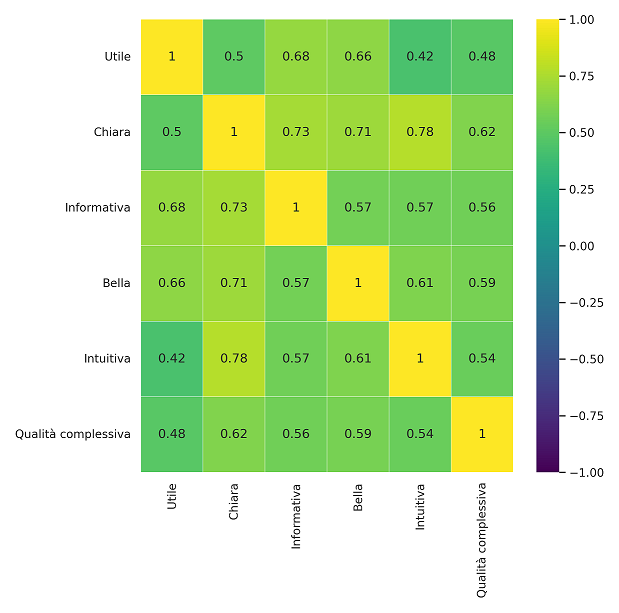 Utile 1 0.5 0.68 0.66 0.42 0.48
Chiara 0.5 1 0.73 0.71 0.78 0.62
Informativa 0.68 0.73 1 0.57 0.57 0.56
Bella 0.66 0.71 0.57 1 0.61 0.59
Intuitiva 0.42 0.78 0.57 0.61 1 0.54
Qualità complessiva 0.48 0.62 0.56 0.59 0.54 1
Utile
Chiara
Informativa
Bella
Intuitiva
Qualità complessiva
1.00
0.75
0.50
0.25
0.00
−0.25
−0.50
−0.75
−1.00